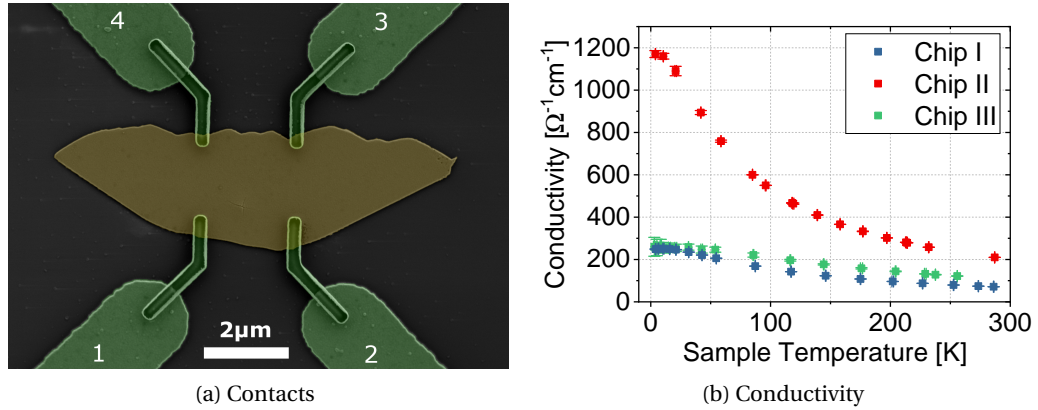 4
3
1
2
2µm
(a) Contacts
Conductivity [Ω⁻¹cm⁻¹]
1200
1000
800
600
400
200
0
Chip I
Chip II
Chip III
0 100 200 300
Sample Temperature [K]
(b) Conductivity